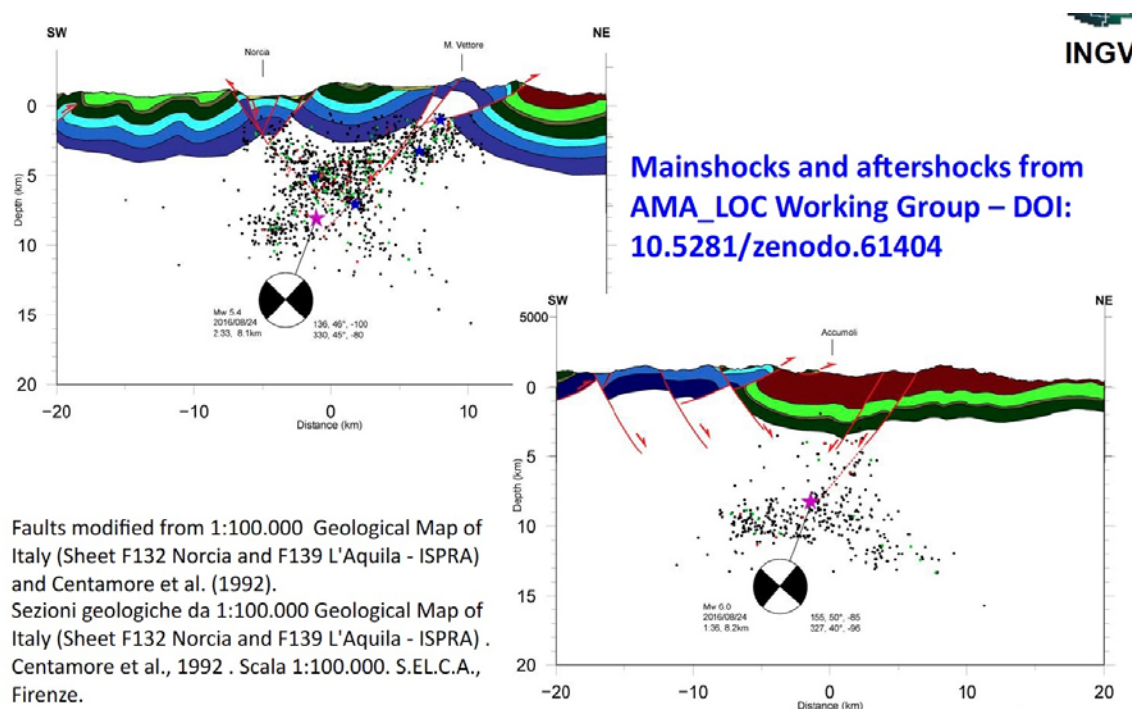 SW
NE
Norcia
M. Vettore
INGV
0
5
10
15
20
Depth (km)
Mw 5.4
2016/08/24
2:33, 8.1km
136, 46°, -100
330, 45°, -80
−20
−10
0
10
Distance (km)
Mainshocks and aftershocks from
AMA_LOC Working Group – DOI:
10.5281/zenodo.61404
SW
NE
Accumoli
5000
0
5
10
15
20
Depth (km)
Mw 6.0
2016/08/24
1:36, 8.2km
155, 50°, -85
327, 40°, -96
−20
−10
0
10
20
Distance (km)
Faults modified from 1:100.000 Geological Map of
Italy (Sheet F132 Norcia and F139 L'Aquila - ISPRA)
and Centamore et al. (1992).
Sezioni geologiche da 1:100.000 Geological Map of
Italy (Sheet F132 Norcia and F139 L'Aquila - ISPRA) .
Centamore et al., 1992 . Scala 1:100.000. S.EL.C.A.,
Firenze.